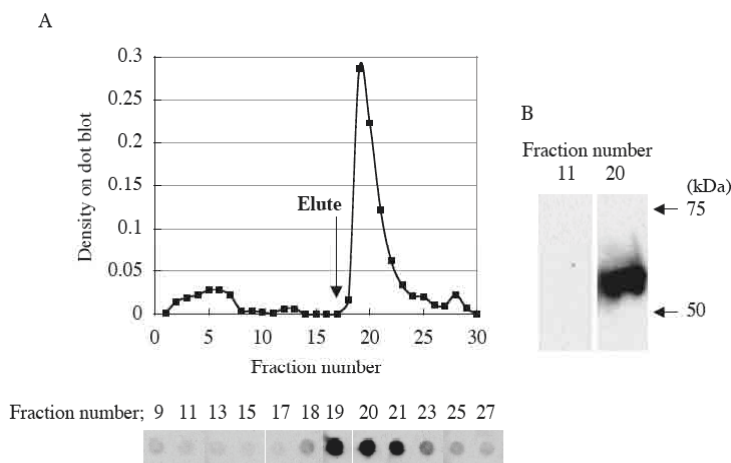 A
0.3
0.25
0.2
0.15
0.1
0.05
0
Density on dot blot
Elute
0 5 10 15 20 25 30
Fraction number
Fraction number; 9 11 13 15 17 18 19 20 21 23 25 27
B
Fraction number
11 20
(kDa)
75
50